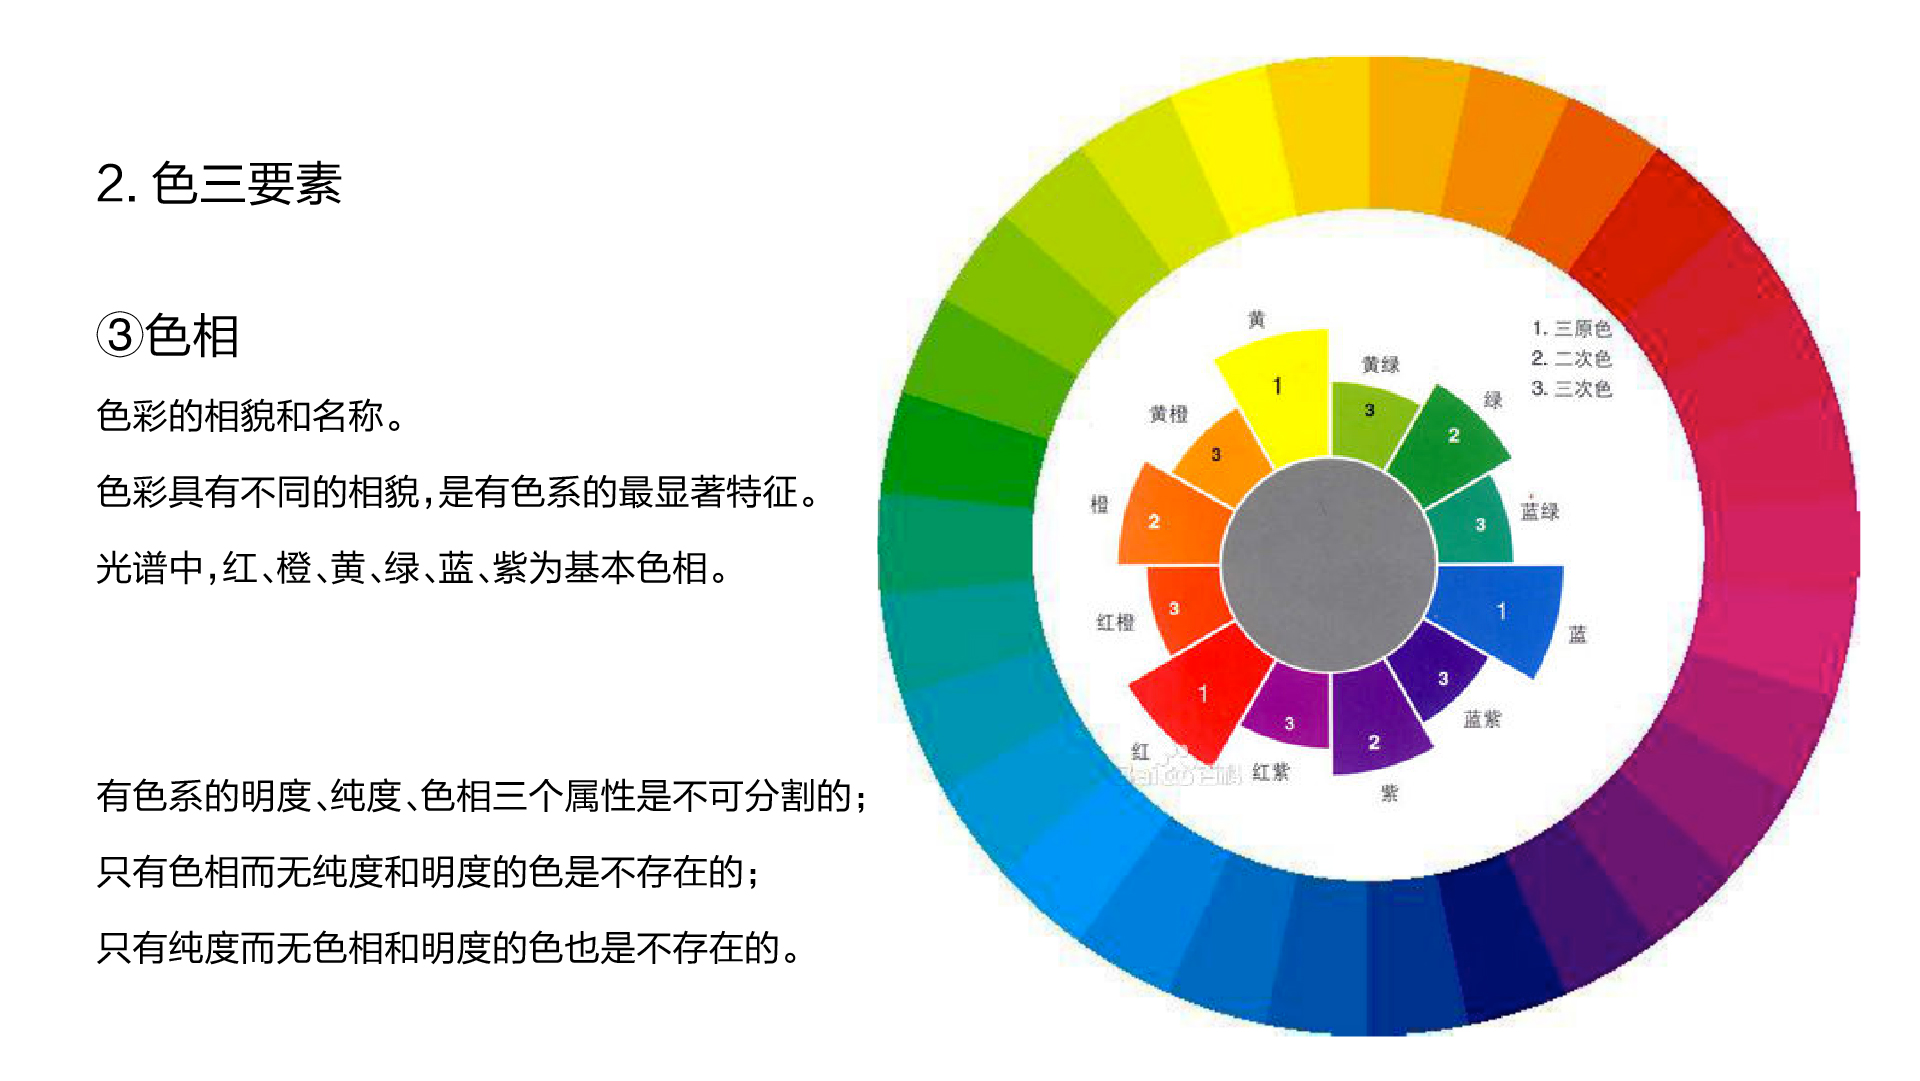 2. 色三要素
③色相
色彩的相貌和名称。
色彩具有不同的相貌,是有色系的最显著特征。
光谱中,红、橙、黄、绿、蓝、紫为基本色相。
有色系的明度、纯度、色相三个属性是不可分割的;
只有色相而无纯度和明度的色是不存在的;
只有纯度而无色相和明度的色也是不存在的。
1. 三原色
2. 二次色
3. 三次色
黄
1
黄绿
3
绿
2
蓝绿
3
蓝
1
蓝紫
3
紫
2
红紫
3
红
1
红橙
3
橙
2
黄橙
3
Baidu百科